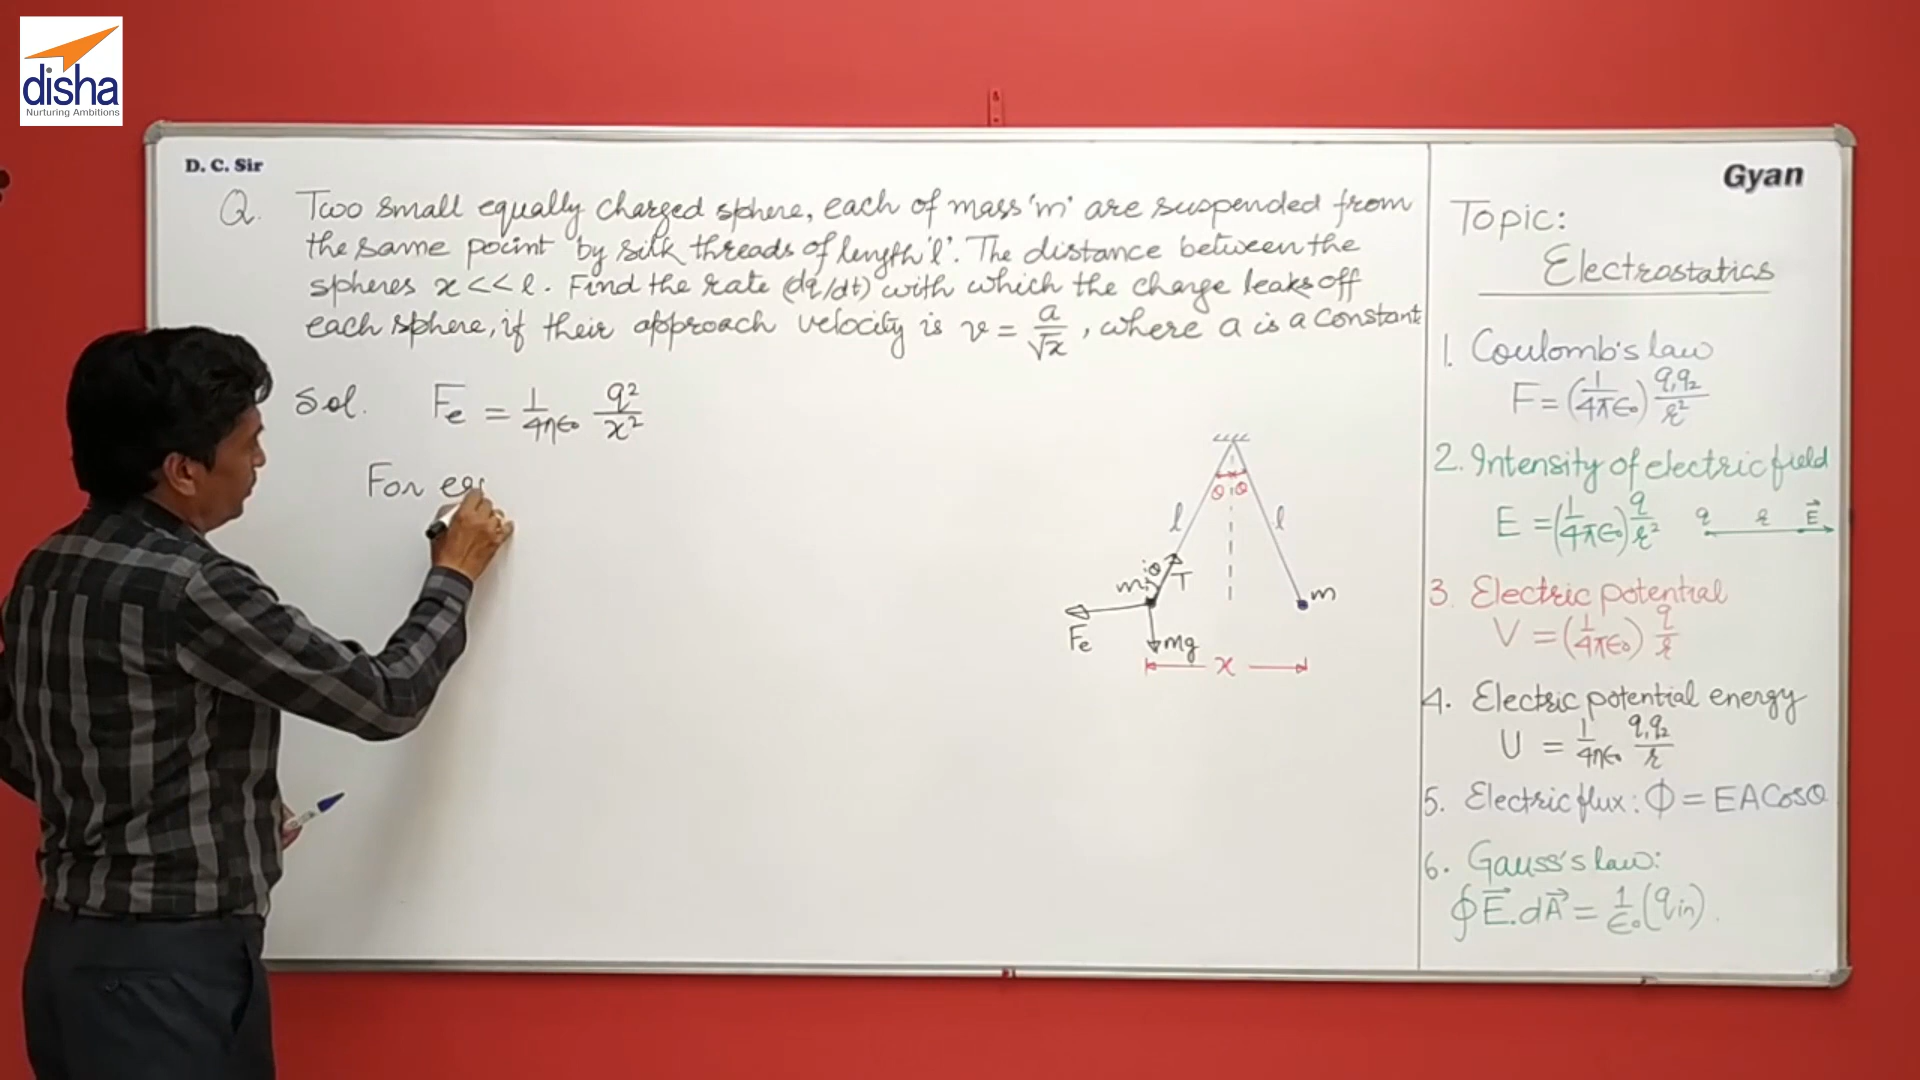 disha
Nurturing Ambitions
D. C. Sir
Q. Two small equally charged sphere, each of mass 'm' are suspended from
the same point by silk threads of length 'l'. The distance between the
spheres x << l. Find the rate (dq/dt) with which the charge leaks off
each sphere, if their approach velocity is v = a/√x , where a is a constant
Sol. Fe = 1/4πϵ₀ q²/x²
For eq
θ θ
l l
θ
m T
m
Fe
mg
x
Gyan
Topic:
Electrostatics
1. Coulomb's law
F = (1/4πϵ₀) q₁q₂/r²
2. Intensity of electric field
E = (1/4πϵ₀) q/r² q r E⃗
3. Electric potential
V = (1/4πϵ₀) q/r
4. Electric potential energy
U = 1/4πϵ₀ q₁q₂/r
5. Electric flux: Φ = EACosθ
6. Gauss's law:
∮E⃗.dA⃗ = 1/ϵ₀ (qin).